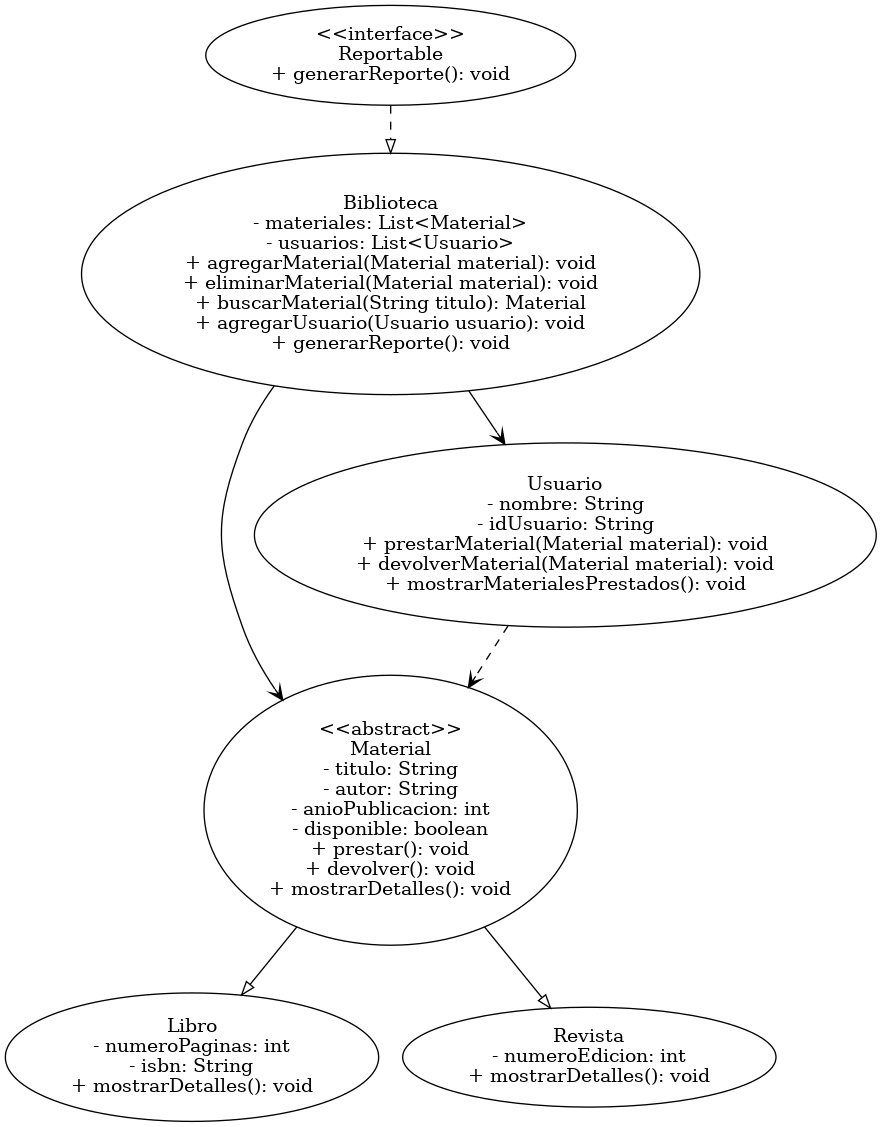 <<interface>>
Reportable
+ generarReporte(): void
Biblioteca
- materiales: List<Material>
- usuarios: List<Usuario>
+ agregarMaterial(Material material): void
+ eliminarMaterial(Material material): void
+ buscarMaterial(String titulo): Material
+ agregarUsuario(Usuario usuario): void
+ generarReporte(): void
Usuario
- nombre: String
- idUsuario: String
+ prestarMaterial(Material material): void
+ devolverMaterial(Material material): void
+ mostrarMaterialesPrestados(): void
<<abstract>>
Material
- titulo: String
- autor: String
- anioPublicacion: int
- disponible: boolean
+ prestar(): void
+ devolver(): void
+ mostrarDetalles(): void
Libro
- numeroPaginas: int
- isbn: String
+ mostrarDetalles(): void
Revista
- numeroEdicion: int
+ mostrarDetalles(): void